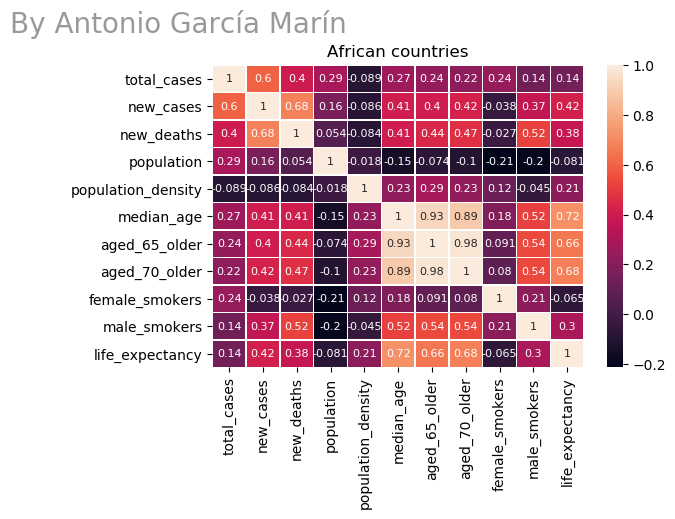 By Antonio García Marín
African countries
total_cases 1 0.6 0.4 0.29 -0.089 0.27 0.24 0.22 0.24 0.14 0.14
new_cases 0.6 1 0.68 0.16 -0.086 0.41 0.4 0.42 -0.038 0.37 0.42
new_deaths 0.4 0.68 1 0.054 -0.084 0.41 0.44 0.47 -0.027 0.52 0.38
population 0.29 0.16 0.054 1 -0.018 -0.15 -0.074 -0.1 -0.21 -0.2 -0.081
population_density -0.089 -0.086 -0.084 -0.018 1 0.23 0.29 0.23 0.12 -0.045 0.21
median_age 0.27 0.41 0.41 -0.15 0.23 1 0.93 0.89 0.18 0.52 0.72
aged_65_older 0.24 0.4 0.44 -0.074 0.29 0.93 1 0.98 0.091 0.54 0.66
aged_70_older 0.22 0.42 0.47 -0.1 0.23 0.89 0.98 1 0.08 0.54 0.68
female_smokers 0.24 -0.038 -0.027 -0.21 0.12 0.18 0.091 0.08 1 0.21 -0.065
male_smokers 0.14 0.37 0.52 -0.2 -0.045 0.52 0.54 0.54 0.21 1 0.3
life_expectancy 0.14 0.42 0.38 -0.081 0.21 0.72 0.66 0.68 -0.065 0.3 1
total_cases
new_cases
new_deaths
population
population_density
median_age
aged_65_older
aged_70_older
female_smokers
male_smokers
life_expectancy
1.0
0.8
0.6
0.4
0.2
0.0
−0.2